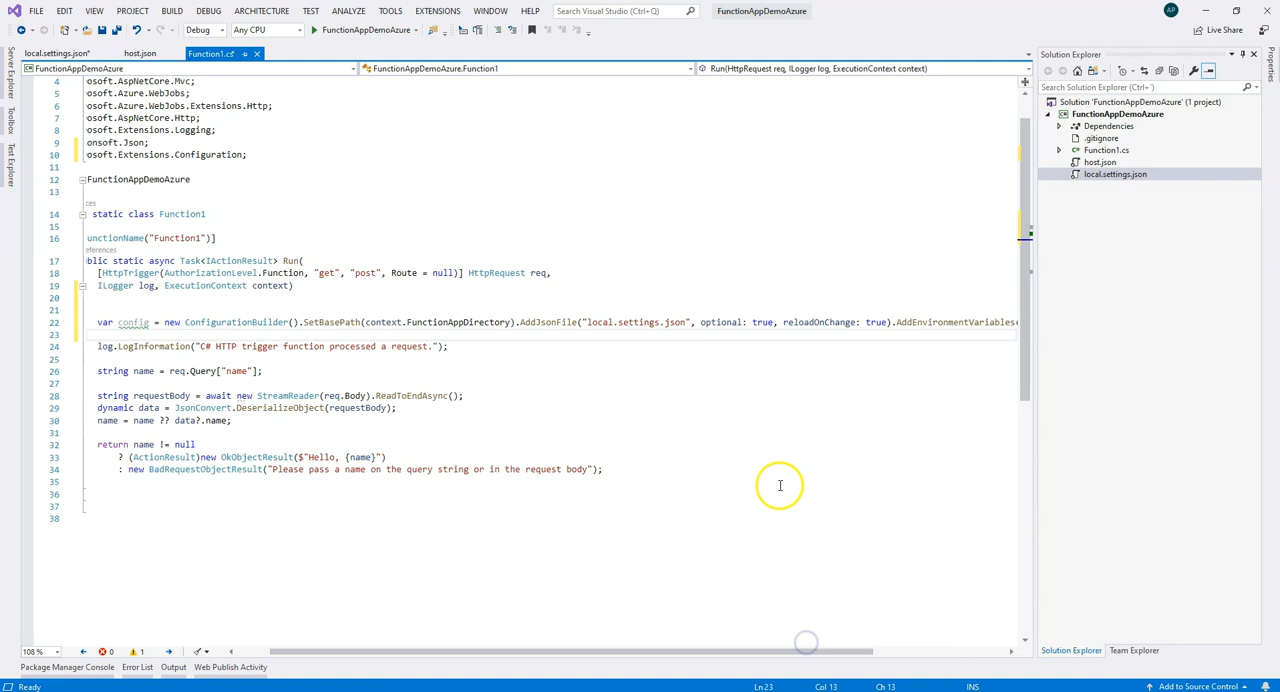 FILE EDIT VIEW PROJECT BUILD DEBUG ARCHITECTURE TEST ANALYZE TOOLS EXTENSIONS WINDOW HELP Search Visual Studio (Ctrl+Q) FunctionAppDemoAzure AP
Debug Any CPU FunctionAppDemoAzure Live Share
local.settings.json* host.json Function1.cs*
FunctionAppDemoAzure FunctionAppDemoAzure.Function1 Run(HttpRequest req, ILogger log, ExecutionContext context)
4 osoft.AspNetCore.Mvc;
5 osoft.Azure.WebJobs;
6 osoft.Azure.WebJobs.Extensions.Http;
7 osoft.AspNetCore.Http;
8 osoft.Extensions.Logging;
9 onsoft.Json;
10 osoft.Extensions.Configuration;
11
12 FunctionAppDemoAzure
13
ces
14 static class Function1
15
16 unctionName("Function1")]
eferences
17 blic static async Task<IActionResult> Run(
18 [HttpTrigger(AuthorizationLevel.Function, "get", "post", Route = null)] HttpRequest req,
19 ILogger log, ExecutionContext context)
20
21
22 var config = new ConfigurationBuilder().SetBasePath(context.FunctionAppDirectory).AddJsonFile("local.settings.json", optional: true, reloadOnChange: true).AddEnvironmentVariables(
23
24 log.LogInformation("C# HTTP trigger function processed a request.");
25
26 string name = req.Query["name"];
27
28 string requestBody = await new StreamReader(req.Body).ReadToEndAsync();
29 dynamic data = JsonConvert.DeserializeObject(requestBody);
30 name = name ?? data?.name;
31
32 return name != null
33 ? (ActionResult)new OkObjectResult($"Hello, {name}")
34 : new BadRequestObjectResult("Please pass a name on the query string or in the request body");
35
36
37
38
108 % 0 1
Package Manager Console Error List Output Web Publish Activity
Ready Ln 23 Col 13 Ch 13 INS Add to Source Control
Server Explorer
Toolbox
Test Explorer
Solution Explorer
Search Solution Explorer (Ctrl+')
Solution 'FunctionAppDemoAzure' (1 project)
FunctionAppDemoAzure
Dependencies
.gitignore
Function1.cs
host.json
local.settings.json
Solution Explorer Team Explorer
Properties